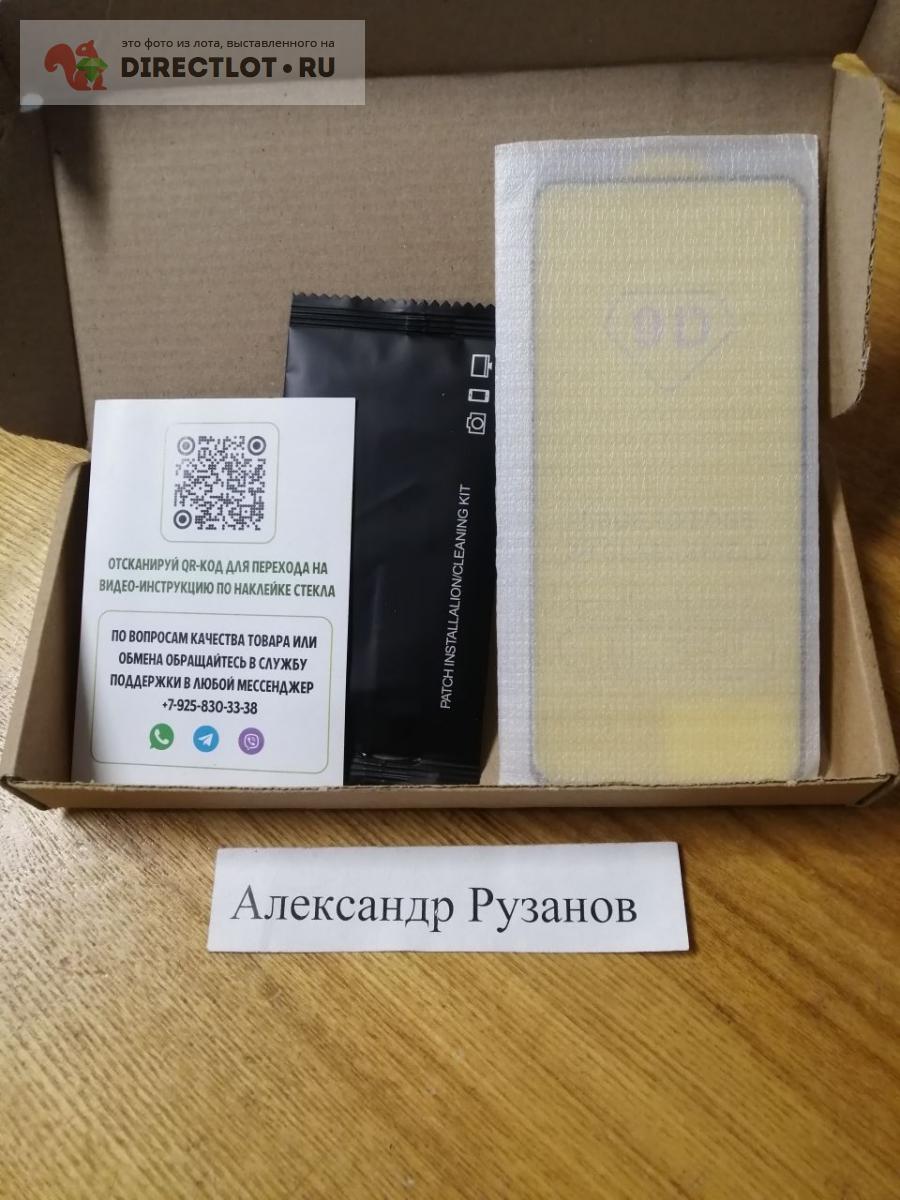 это фото из лота, выставленного на
DIRECTLOT•RU
9D
PATCH INSTALLALION/CLEANING KIT
ОТСКАНИРУЙ QR-КОД ДЛЯ ПЕРЕХОДА НА
ВИДЕО-ИНСТРУКЦИЮ ПО НАКЛЕЙКЕ СТЕКЛА
ПО ВОПРОСАМ КАЧЕСТВА ТОВАРА ИЛИ
ОБМЕНА ОБРАЩАЙТЕСЬ В СЛУЖБУ
ПОДДЕРЖКИ В ЛЮБОЙ МЕССЕНДЖЕР
+7-925-830-33-38
Александр Рузанов